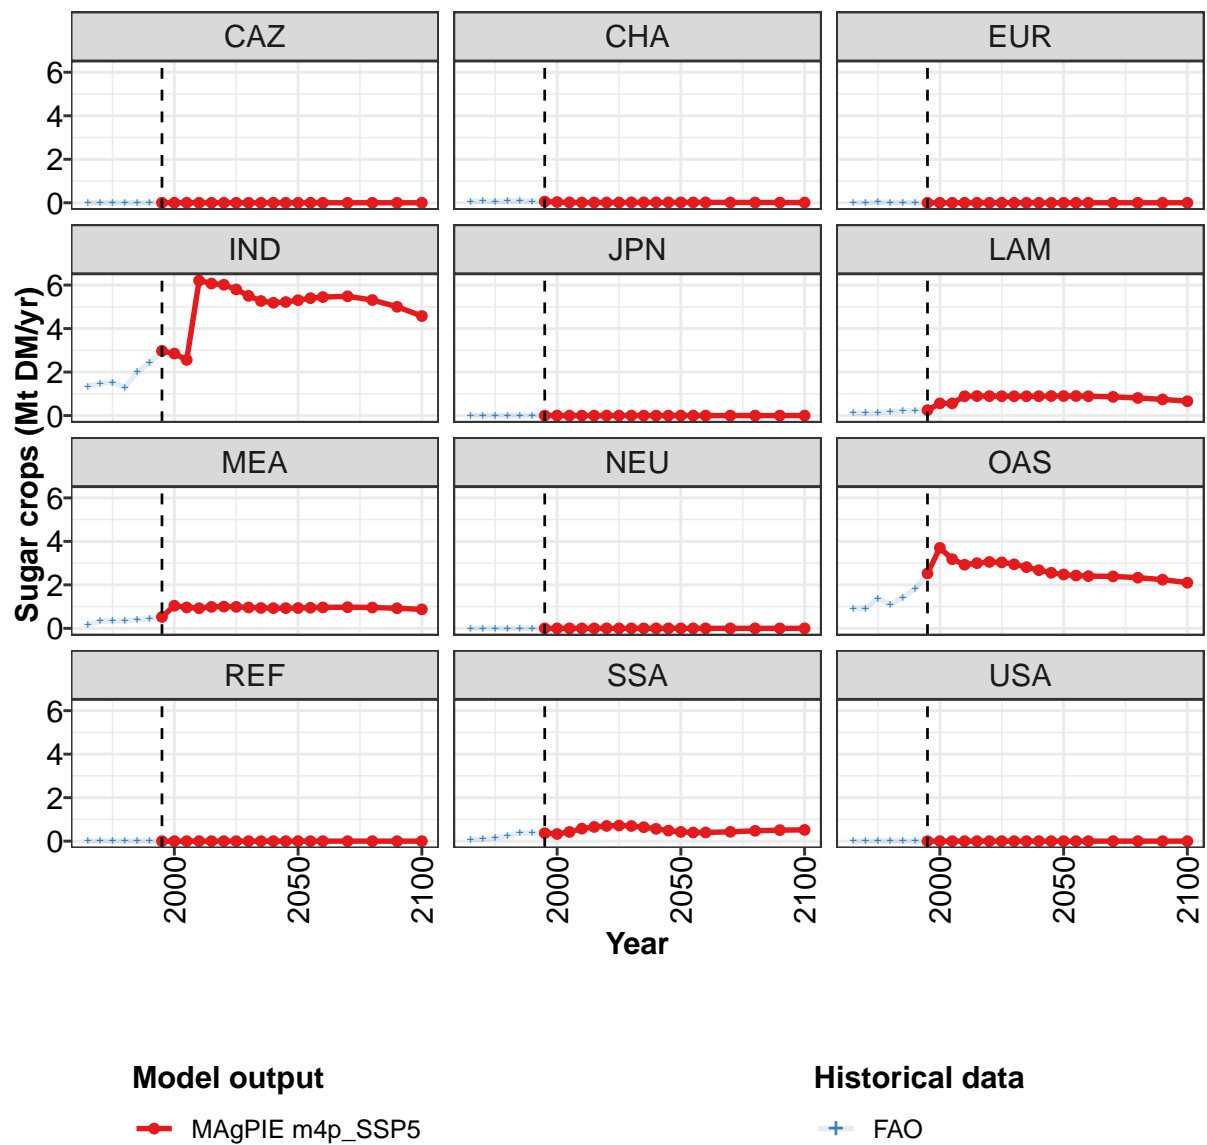 CAZ CHA EUR
6
4
2
0
IND JPN LAM
6
4
2
0
Sugar crops (Mt DM/yr)
MEA NEU OAS
6
4
2
0
REF SSA USA
6
4
2
0
2000 2050 2100 2000 2050 2100 2000 2050 2100
Year
Model output Historical data
MAgPIE m4p_SSP5 FAO